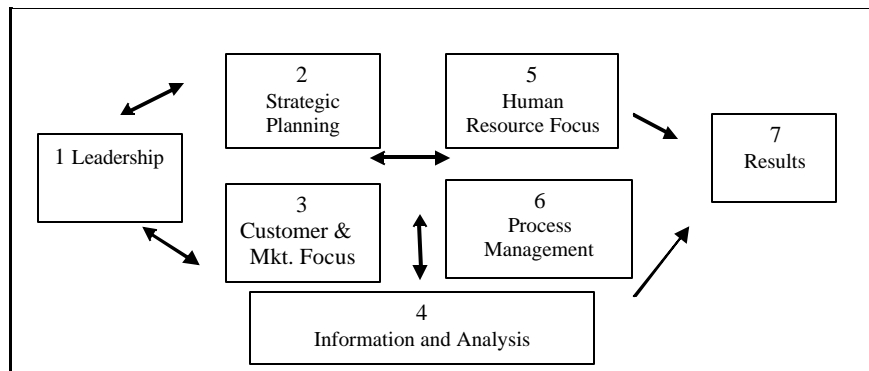 1 Leadership
2
Strategic
Planning
3
Customer &
Mkt. Focus
4
Information and Analysis
5
Human
Resource Focus
6
Process
Management
7
Results